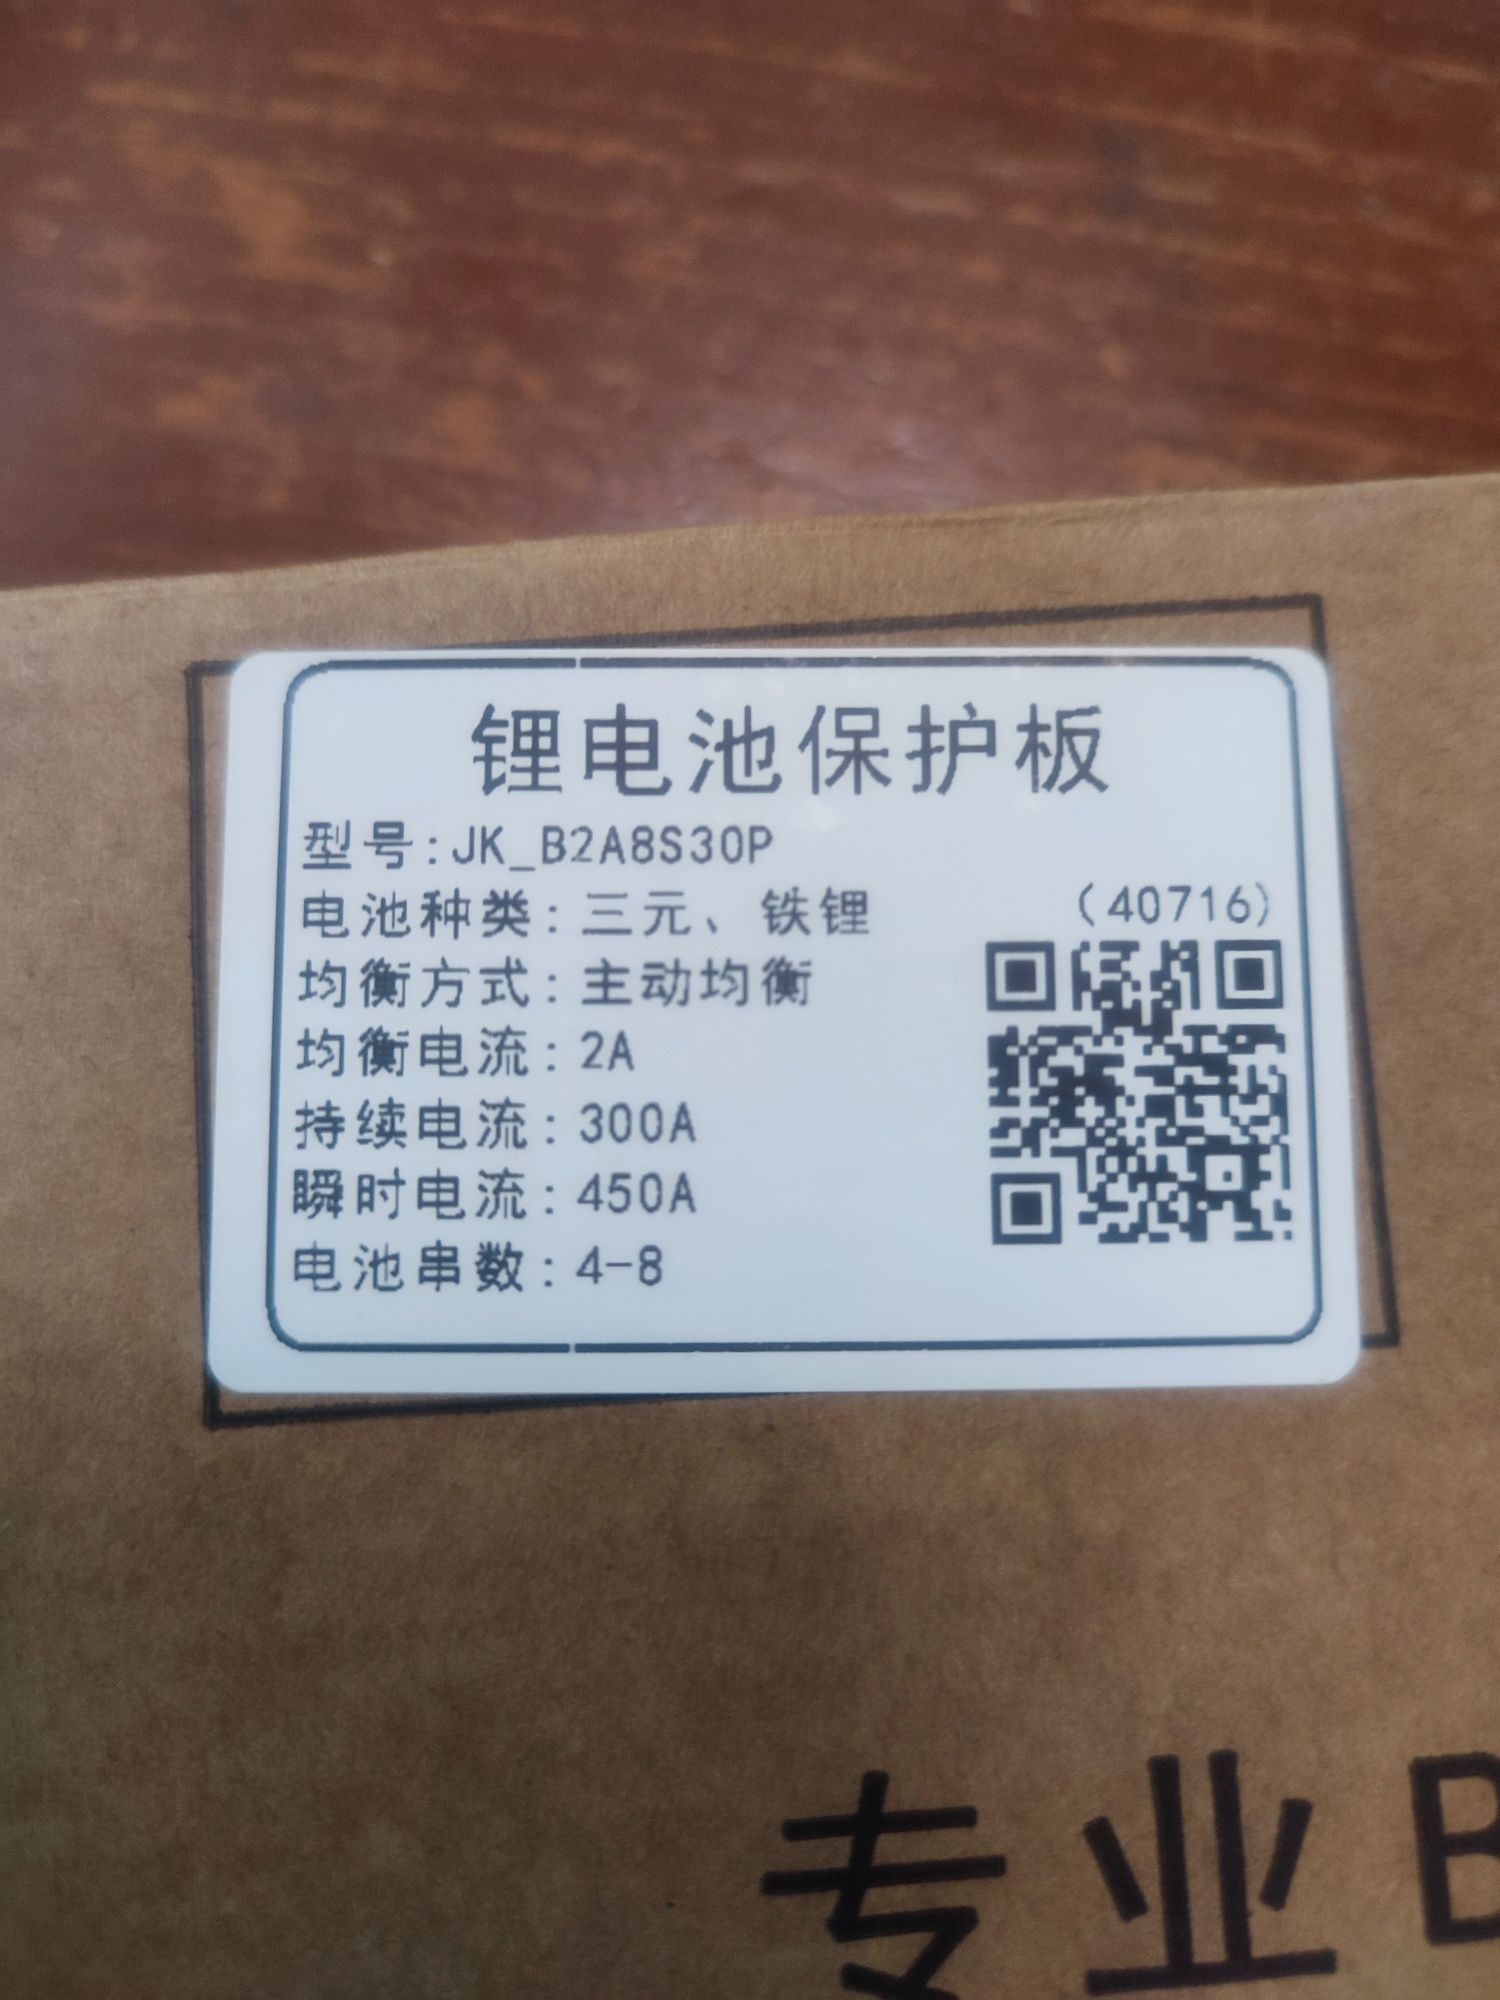 锂电池保护板
型号:JK_B2A8S30P
电池种类:三元、铁锂
(40716)
均衡方式:主动均衡
均衡电流:2A
持续电流:300A
瞬时电流:450A
电池串数:4-8
专业B